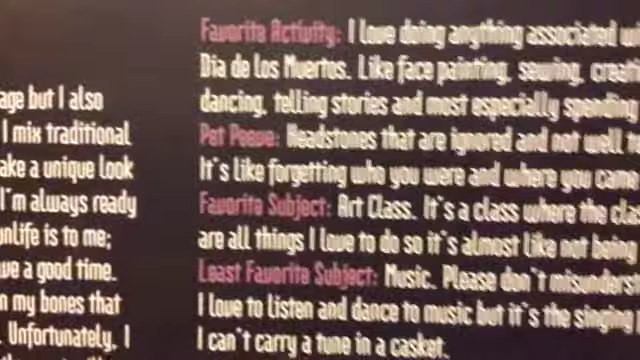 age but I also
I mix traditional
ake a unique look
I'm always ready
unlife is to me;
ve a good time.
n my bones that
. Unfortunately, I
Favorite Activity: I love doing anything associated
Dia de los Muertos. Like face painting, sewing,
dancing, telling stories and most especially spending
Pet Peeve: Headstones that are ignored and not well
It's like forgetting who you were and where you came
Favorite Subject: Art Class. It's a class where the
are all things I love to do so it's almost like not being
Least Favorite Subject: Music. Please don't
I love to listen and dance to music but it's the singing
I can't carry a tune in a casket.